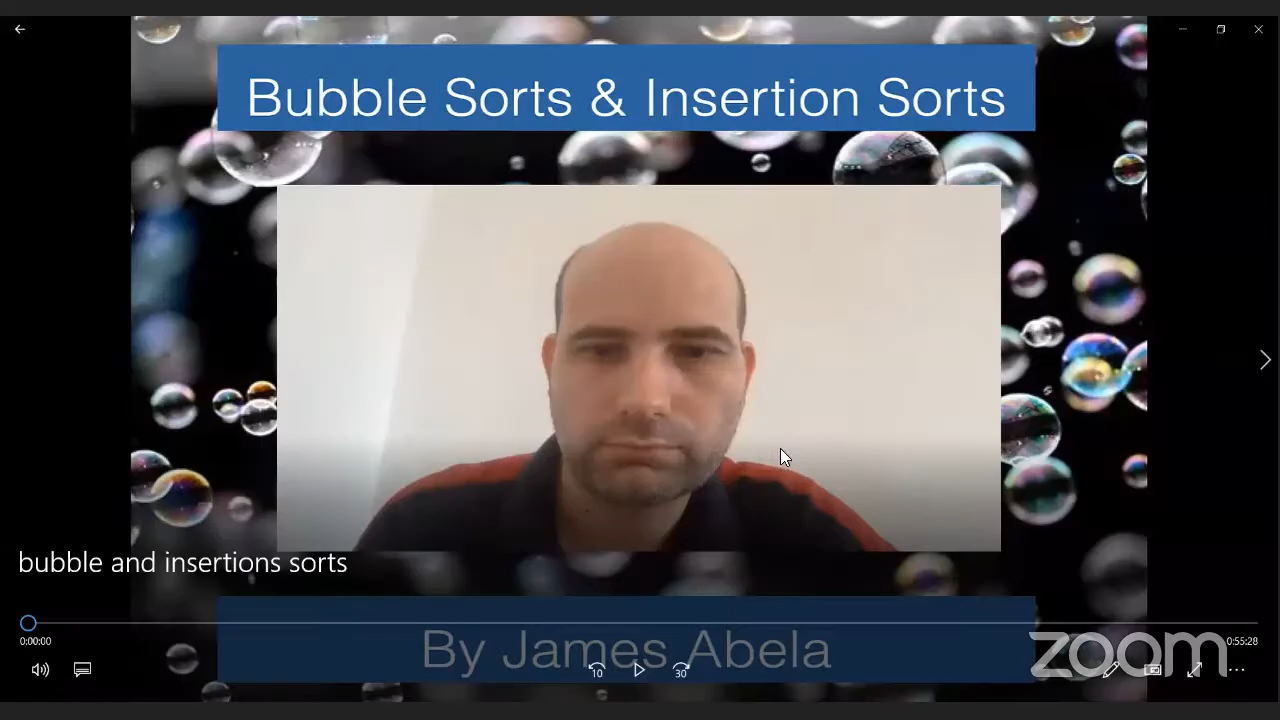 Bubble Sorts & Insertion Sorts
bubble and insertions sorts
0:00:00
0:55:28
By James Abela
zoom
10
30